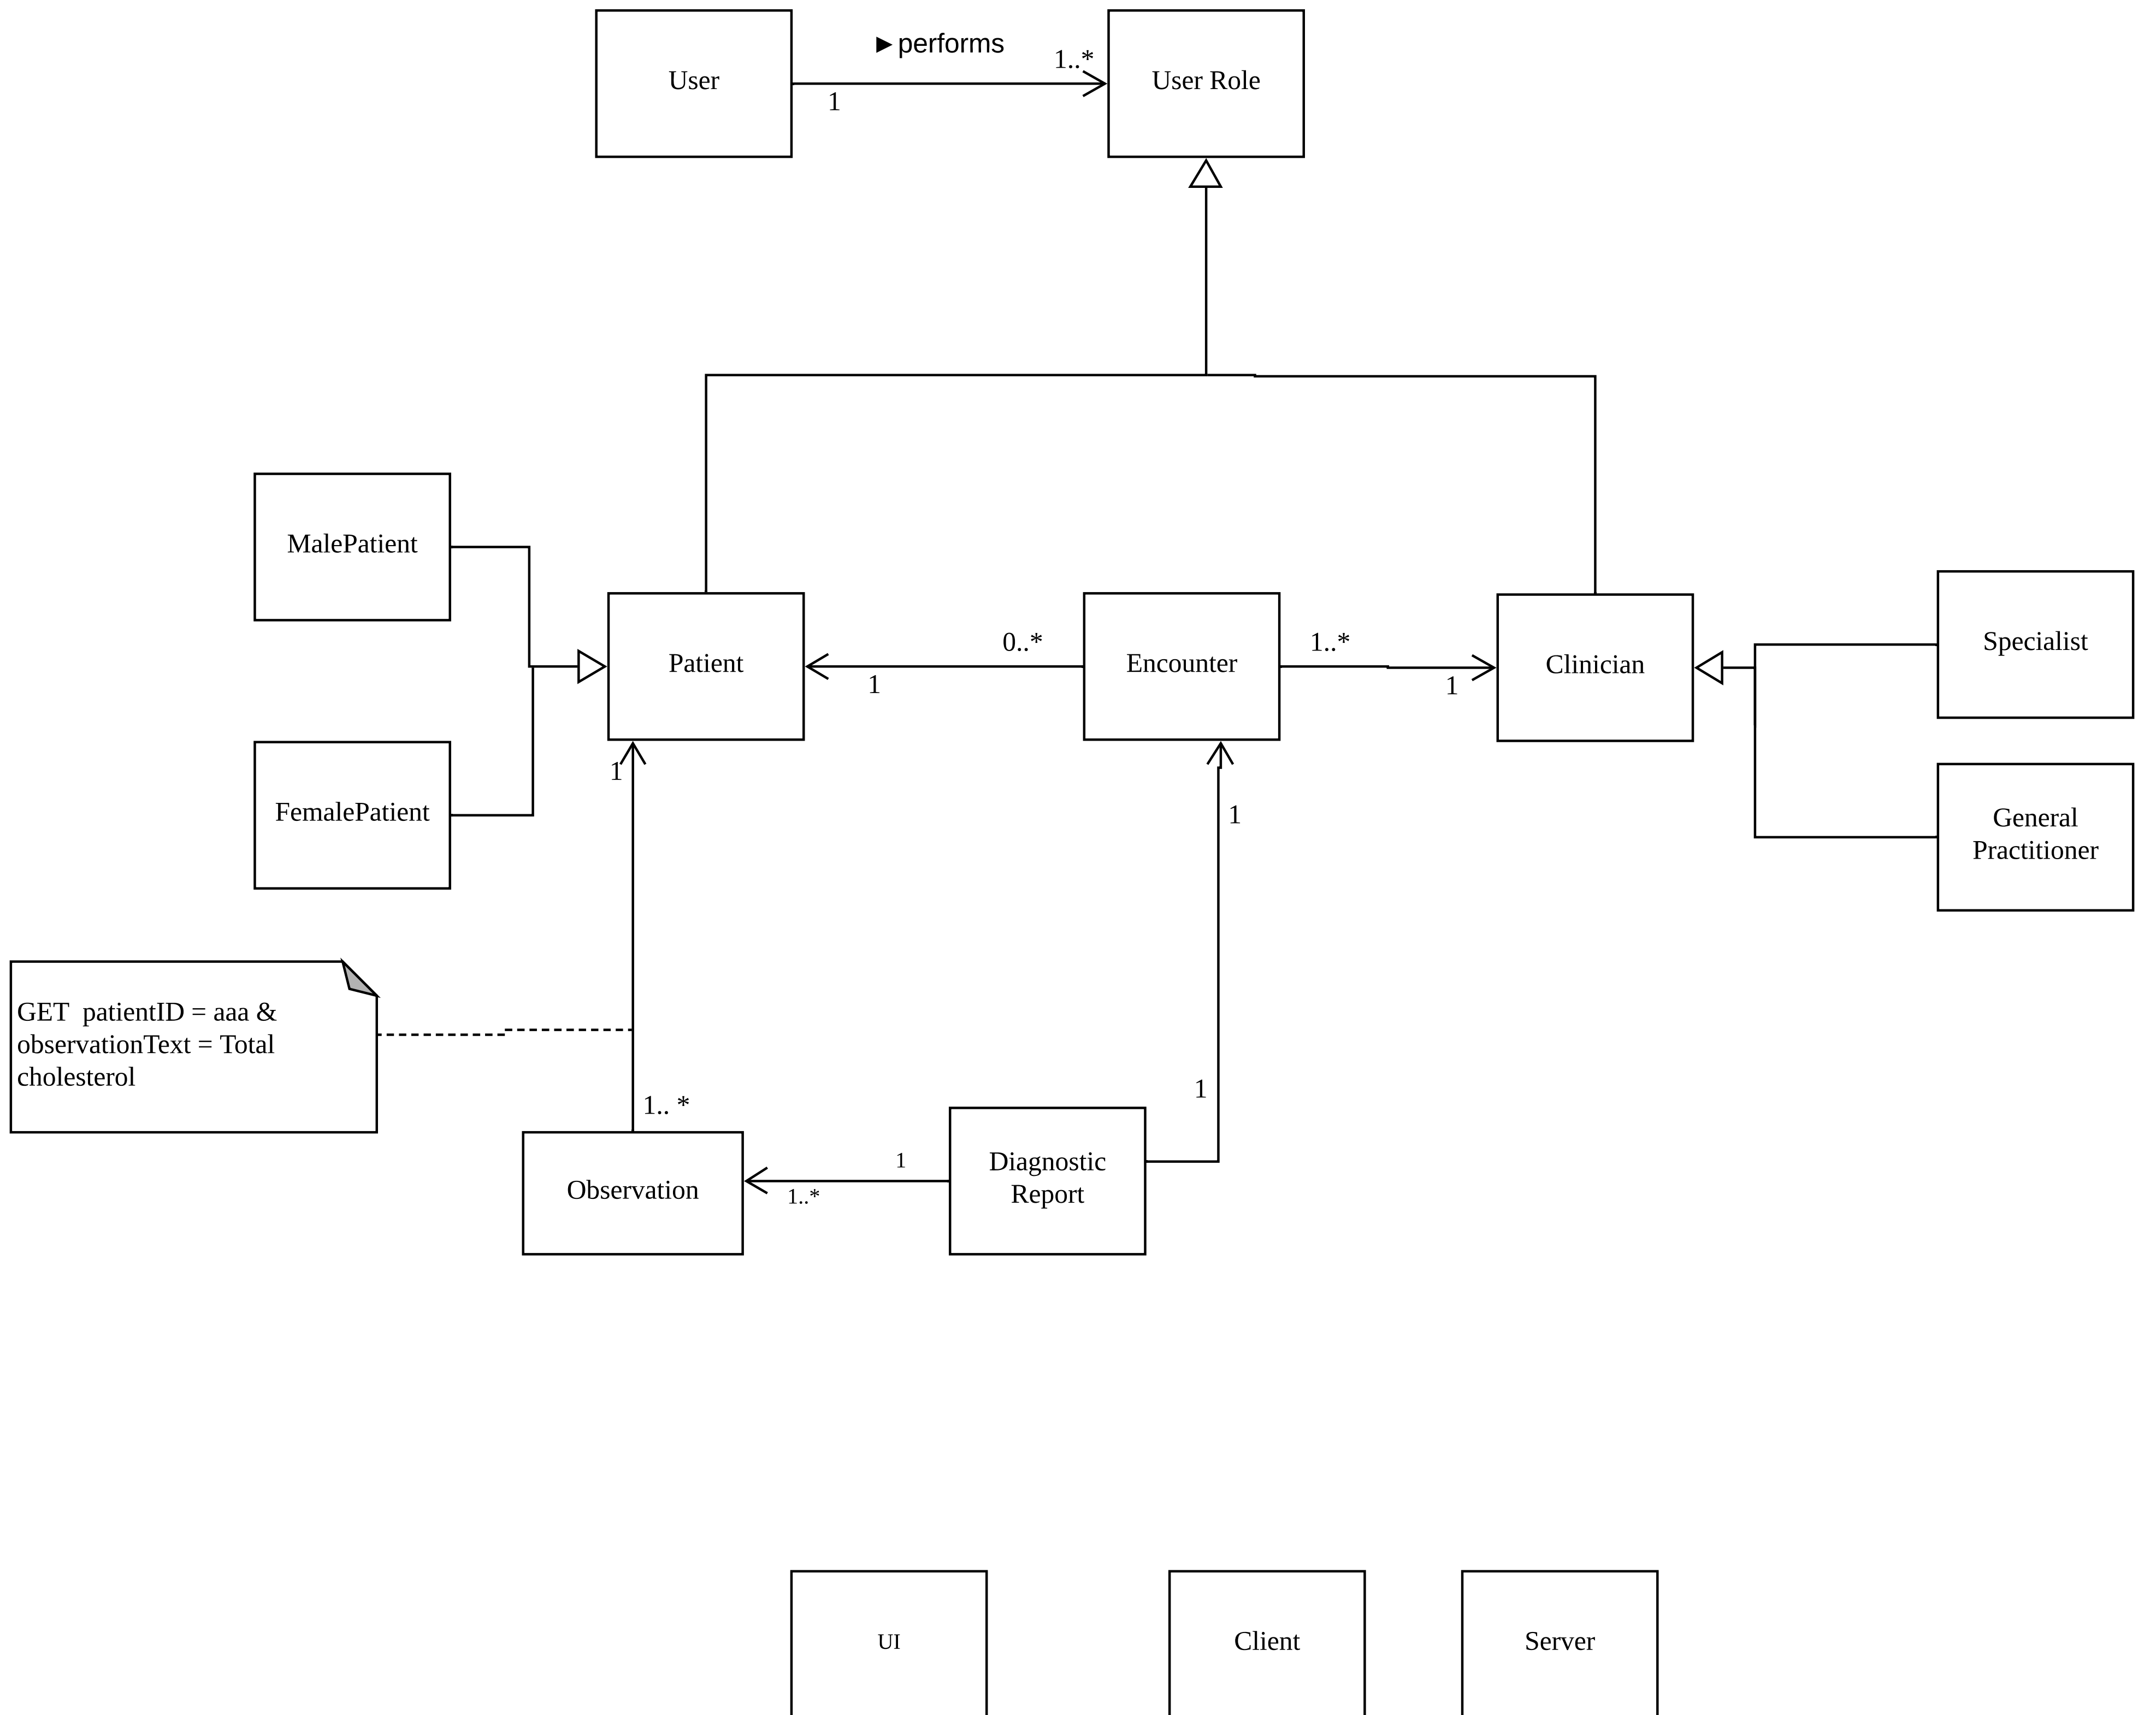 ►performs
1..*
User
User Role
1
MalePatient
0..*
1..*
Specialist
Patient
Encounter
Clinician
1
1
1
FemalePatient
1
General
Practitioner
GET  patientID = aaa &
observationText = Total
cholesterol
1
1.. *
1
Diagnostic
Report
Observation
1..*
UI
Client
Server